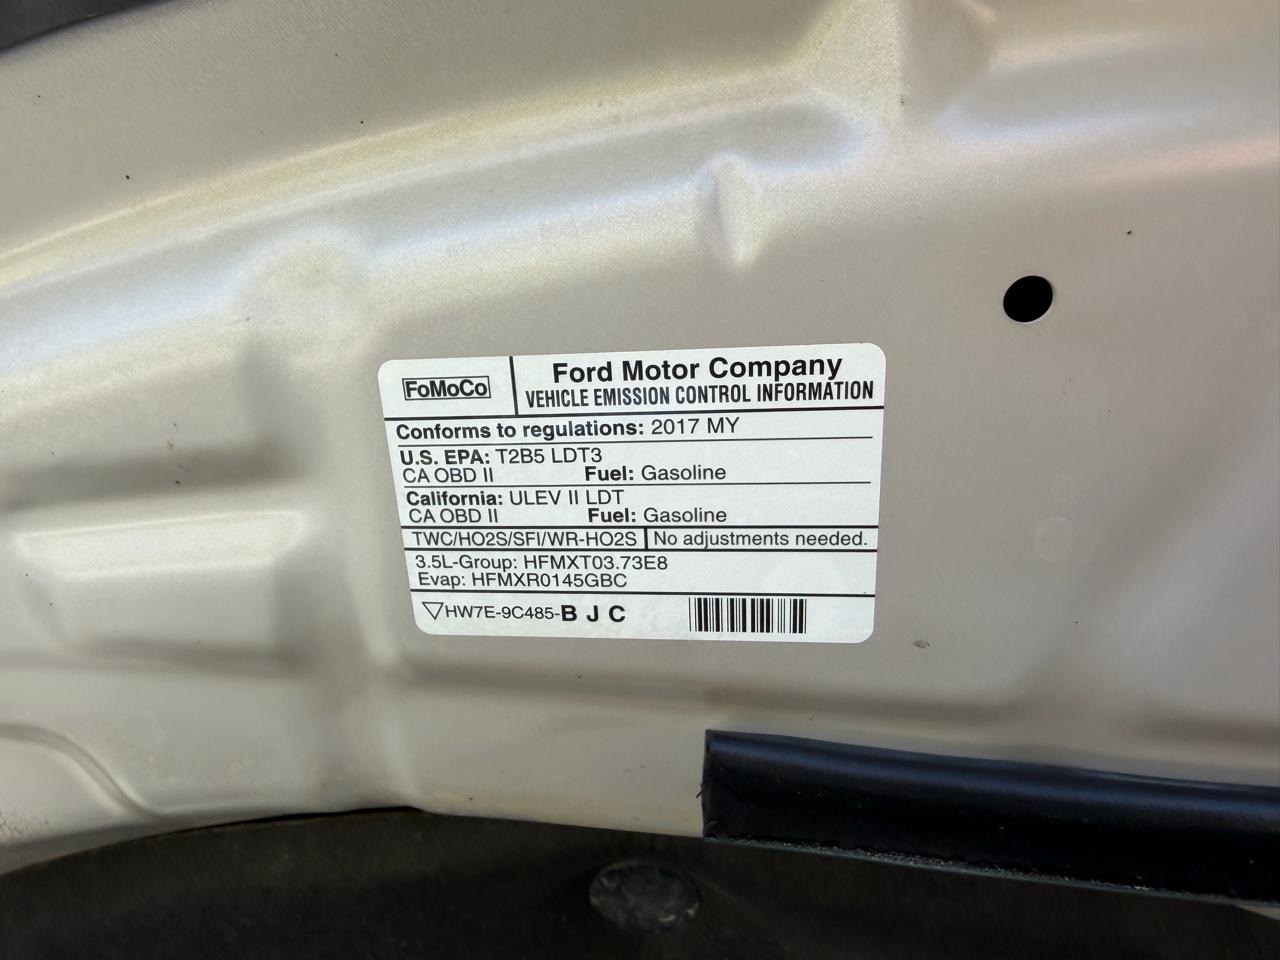 FoMoCo
Ford Motor Company
VEHICLE EMISSION CONTROL INFORMATION
Conforms to regulations: 2017 MY
U.S. EPA: T2B5 LDT3
CA OBD II Fuel: Gasoline
California: ULEV II LDT
CA OBD II Fuel: Gasoline
TWC/HO2S/SFI/WR-HO2S No adjustments needed.
3.5L-Group: HFMXT03.73E8
Evap: HFMXR0145GBC
HW7E-9C485-B J C